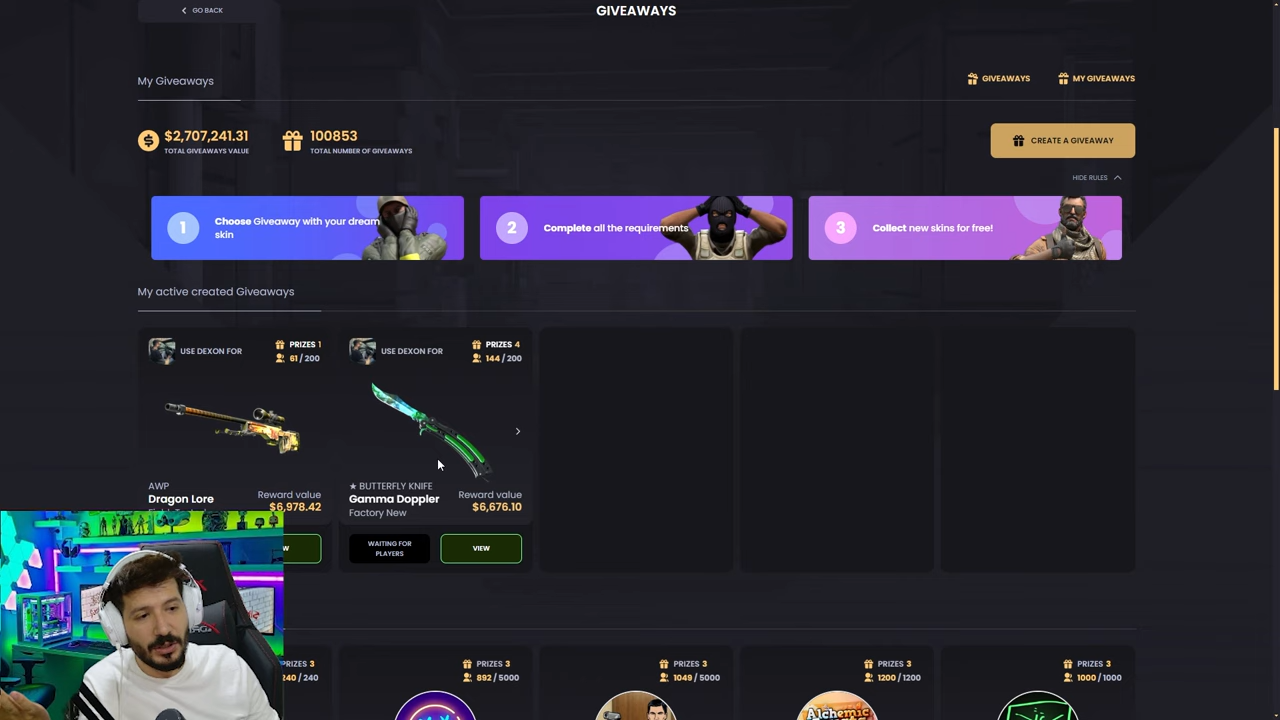 GO BACK
GIVEAWAYS
My Giveaways
GIVEAWAYS
MY GIVEAWAYS
$2,707,241.31
TOTAL GIVEAWAYS VALUE
100853
TOTAL NUMBER OF GIVEAWAYS
CREATE A GIVEAWAY
HIDE RULES
1
Choose Giveaway with your dream
skin
2
Complete all the requirements
3
Collect new skins for free!
My active created Giveaways
USE DEXON FOR
PRIZES 1
61 / 200
AWP
Dragon Lore
Reward value
$6,978.42
USE DEXON FOR
PRIZES 4
144 / 200
★ BUTTERFLY KNIFE
Gamma Doppler
Factory New
Reward value
$6,676.10
WAITING FOR
PLAYERS
VIEW
PRIZES 3
240 / 240
PRIZES 3
892 / 5000
PRIZES 3
1049 / 5000
PRIZES 3
1200 / 1200
Alchemic
PRIZES 3
1000 / 1000